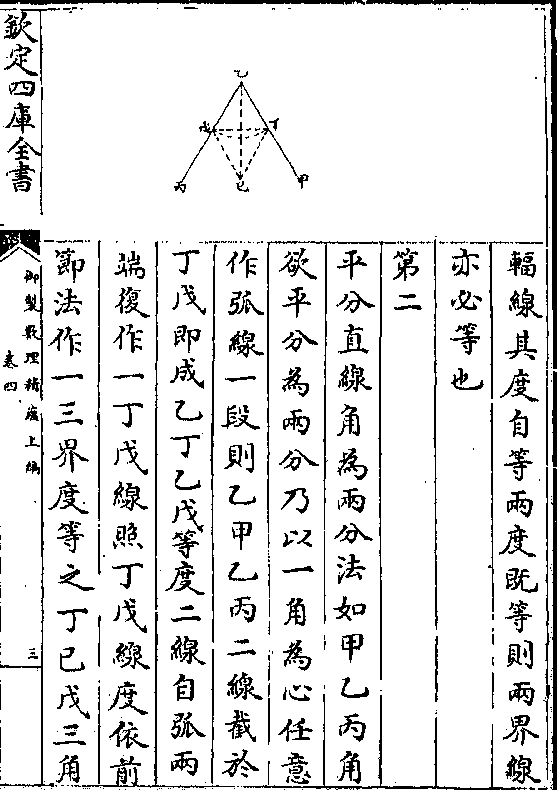 輻線其度自等兩度既等則兩界線
亦必等也
第二
平分直線角為兩分法如甲乙丙角
欲平分為兩分乃以一角為心任意
作弧線一段則乙甲乙丙二線截於
丁戊即成乙丁乙戊等度二線自弧兩
端復作一丁戊線照丁戊線度依前
節法作一三界度等之丁已戊三角
乙
戊
丁
丙
已
甲
欽定四庫全書
御製數理精蘊上編
卷四
三